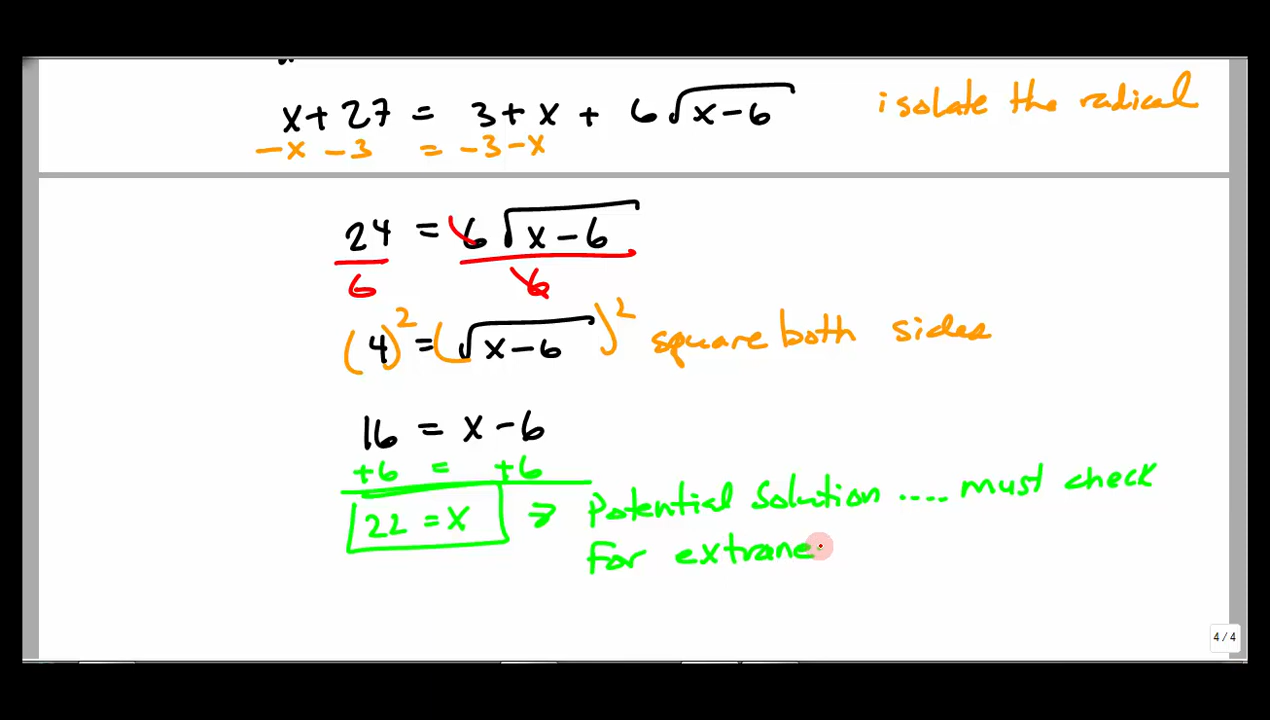 x + 27 = 3 + x + 6√x-6 isolate the radical
-x -3 = -3 -x
24 = 6√x-6
6 6
(4)² = (√x-6)² square both sides
16 = x - 6
+6 = +6
22 = x ⇒ Potential Solution .... must check
For extrane
4 / 4